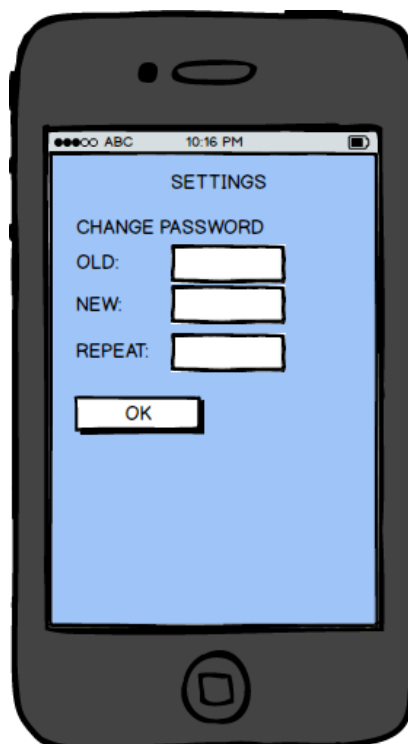 ABC 10:16 PM
SETTINGS
CHANGE PASSWORD
OLD:
NEW:
REPEAT:
OK